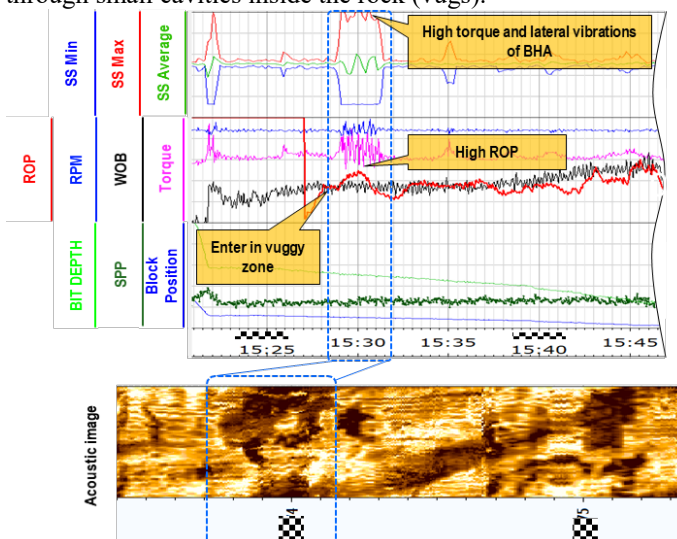 through small cavities inside the rock (vugs).
SS Min
SS Max
SS Average
High torque and lateral vibrations
of BHA
ROP
RPM
WOB
Torque
High ROP
Enter in vuggy
zone
BIT DEPTH
SPP
Block
Position
15:25
15:30
15:35
15:40
15:45
Acoustic image